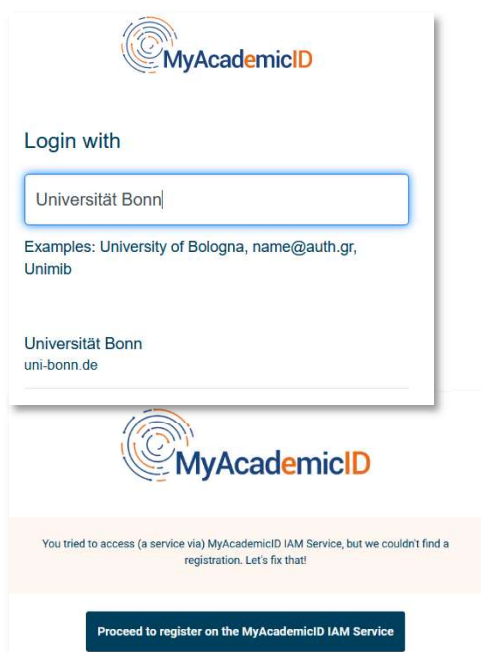 MyAcademicID
Login with
Universität Bonn
Examples: University of Bologna, name@auth.gr,
Unimib
Universität Bonn
uni-bonn.de
MyAcademicID
You tried to access (a service via) MyAcademicID IAM Service, but we couldn't find a
registration. Let's fix that!
Proceed to register on the MyAcademicID IAM Service